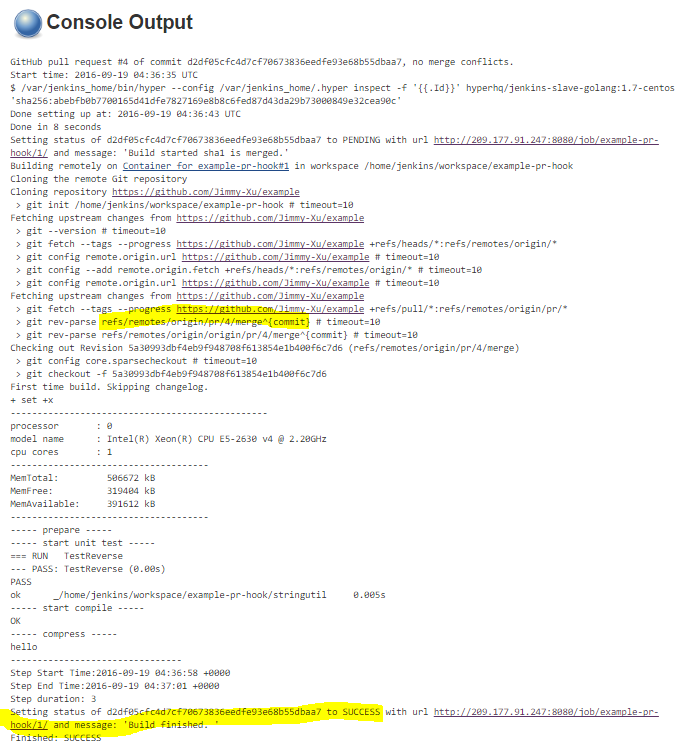 Console Output
GitHub pull request #4 of commit d2df05cfc4d7cf70673836eedfe93e68b55dbaa7, no merge conflicts.
Start time: 2016-09-19 04:36:35 UTC
$ /var/jenkins_home/bin/hyper --config /var/jenkins_home/.hyper inspect -f '{{.Id}}' hyperhq/jenkins-slave-golang:1.7-centos
'sha256:abebfb0b7700165d41dfe7827169e8b8c6fed87d43da29b73000849e32cea90c'
Done setting up at: 2016-09-19 04:36:43 UTC
Done in 8 seconds
Setting status of d2df05cfc4d7cf70673836eedfe93e68b55dbaa7 to PENDING with url http://209.177.91.247:8080/job/example-pr-
hook/1/ and message: 'Build started sha1 is merged.'
Building remotely on Container for example-pr-hook#1 in workspace /home/jenkins/workspace/example-pr-hook
Cloning the remote Git repository
Cloning repository https://github.com/Jimmy-Xu/example
 > git init /home/jenkins/workspace/example-pr-hook # timeout=10
Fetching upstream changes from https://github.com/Jimmy-Xu/example
 > git --version # timeout=10
 > git fetch --tags --progress https://github.com/Jimmy-Xu/example +refs/heads/*:refs/remotes/origin/*
 > git config remote.origin.url https://github.com/Jimmy-Xu/example # timeout=10
 > git config --add remote.origin.fetch +refs/heads/*:refs/remotes/origin/* # timeout=10
 > git config remote.origin.url https://github.com/Jimmy-Xu/example # timeout=10
Fetching upstream changes from https://github.com/Jimmy-Xu/example
 > git fetch --tags --progress https://github.com/Jimmy-Xu/example +refs/pull/*:refs/remotes/origin/pr/*
 > git rev-parse refs/remotes/origin/pr/4/merge^{commit} # timeout=10
 > git rev-parse refs/remotes/origin/origin/pr/4/merge^{commit} # timeout=10
Checking out Revision 5a30993dbf4eb9f948708f613854e1b400f6c7d6 (refs/remotes/origin/pr/4/merge)
 > git config core.sparsecheckout # timeout=10
 > git checkout -f 5a30993dbf4eb9f948708f613854e1b400f6c7d6
First time build. Skipping changelog.
+ set +x
------------------------------------------------
processor       : 0
model name      : Intel(R) Xeon(R) CPU E5-2630 v4 @ 2.20GHz
cpu cores       : 1
-------------------------------------
MemTotal:         506672 kB
MemFree:          319404 kB
MemAvailable:     391612 kB
-------------------------------------
----- prepare -----
----- start unit test -----
=== RUN   TestReverse
--- PASS: TestReverse (0.00s)
PASS
ok      _/home/jenkins/workspace/example-pr-hook/stringutil     0.005s
----- start compile -----
OK
----- compress -----
hello
--------------------------------
Step Start Time:2016-09-19 04:36:58 +0000
Step End Time:2016-09-19 04:37:01 +0000
Step duration: 3
Setting status of d2df05cfc4d7cf70673836eedfe93e68b55dbaa7 to SUCCESS with url http://209.177.91.247:8080/job/example-pr-
hook/1/ and message: 'Build finished. '
Finished: SUCCESS